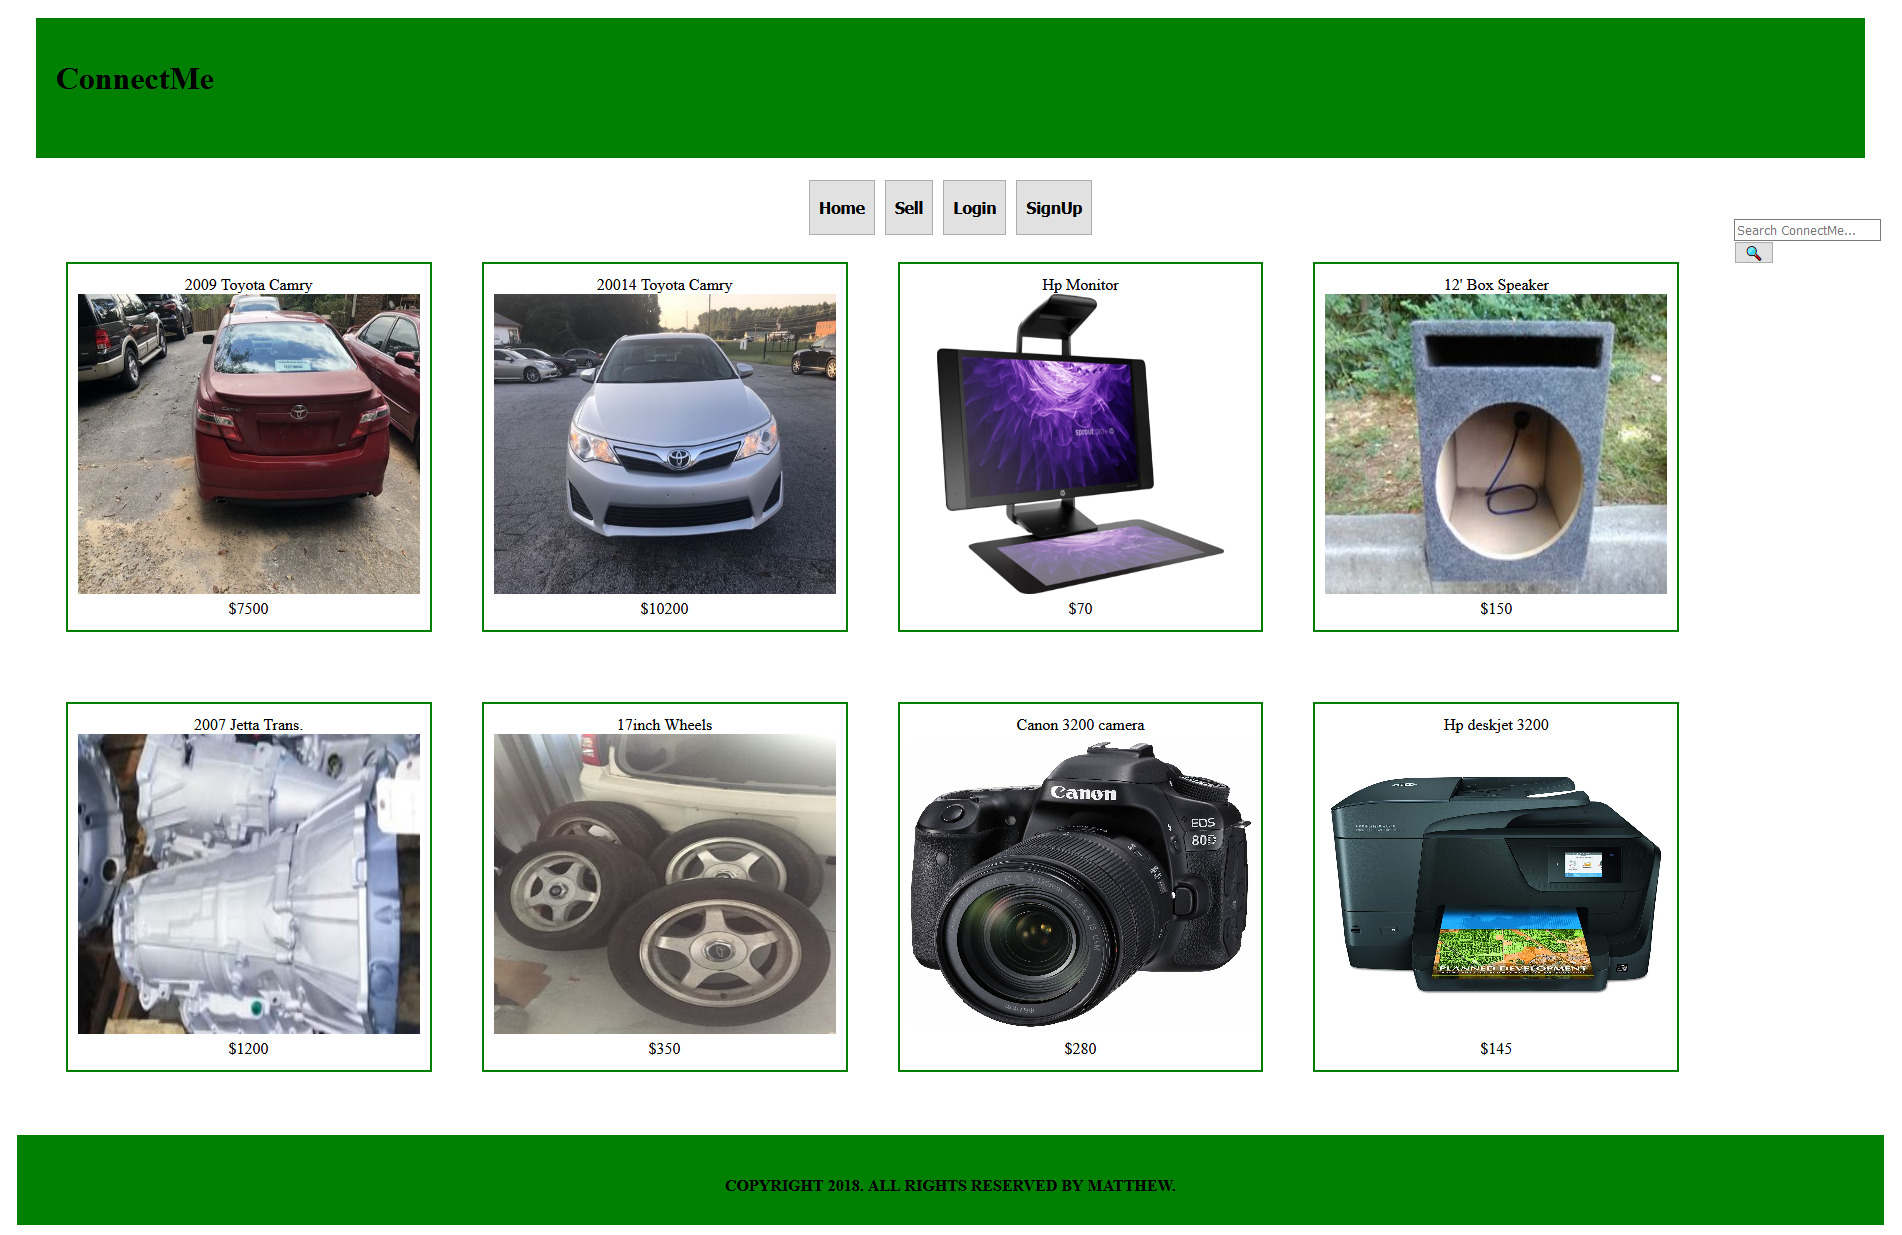 ConnectMe
Home Sell Login SignUp
Search ConnectMe...
2009 Toyota Camry
20014 Toyota Camry
Hp Monitor
12' Box Speaker
sprout
$7500
$10200
$70
$150
2007 Jetta Trans.
17inch Wheels
Canon 3200 camera
Hp deskjet 3200
Canon
EOS
80D
PLANNED DEVELOPMENT
$1200
$350
$280
$145
COPYRIGHT 2018. ALL RIGHTS RESERVED BY MATTHEW.